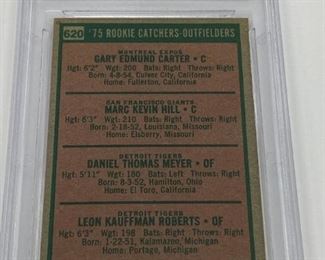 620 '75 ROOKIE CATCHERS-OUTFIELDERS
MONTREAL EXPOS
GARY EDMUND CARTER • C
Hgt: 6'2" Wgt: 200 Bats: Right Throws: Right
Born: 4-8-54, Culver City, California
Home: Fullerton, California
SAN FRANCISCO GIANTS
MARC KEVIN HILL • C
Hgt: 6'3" Wgt: 210 Bats: Right Throws: Right
Born: 2-18-52, Louisiana, Missouri
Home: Elsberry, Missouri
DETROIT TIGERS
DANIEL THOMAS MEYER • OF
Hgt: 5'11" Wgt: 180 Bats: Left Throws: Right
Born: 8-3-52, Hamilton, Ohio
Home: El Toro, California
DETROIT TIGERS
LEON KAUFFMAN ROBERTS • OF
Hgt: 6'3" Wgt: 198 Bats: Right Throws: Right
Born: 1-22-51, Kalamazoo, Michigan
Home: Portage, Michigan